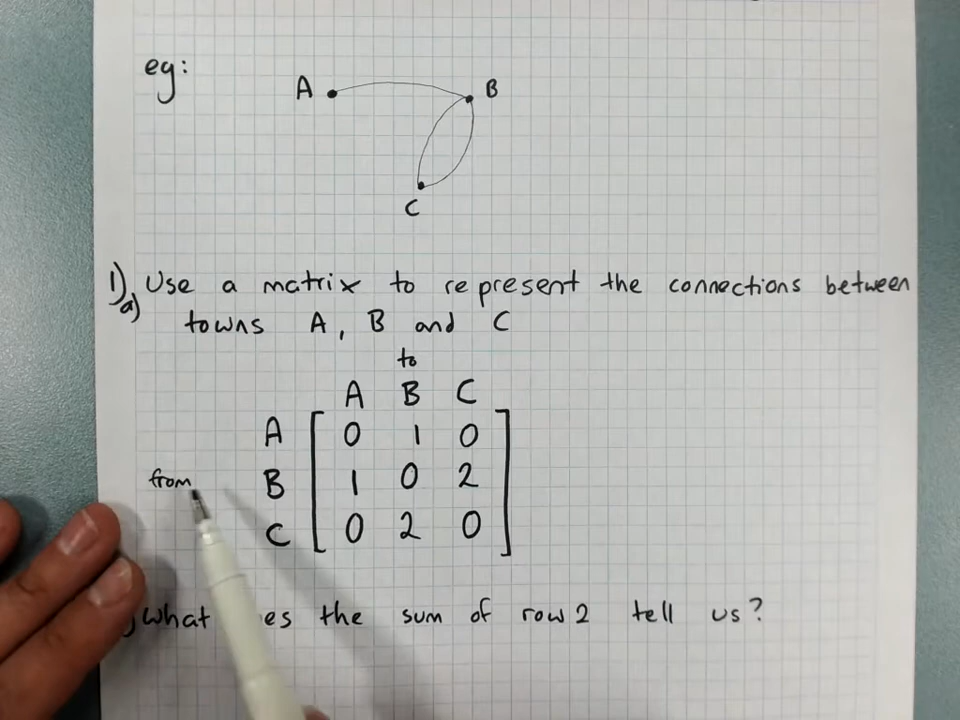 eg:
A B
C
1) a) Use a matrix to represent the connections between
towns A, B and C
to
A B C
A 0 1 0
from B 1 0 2
C 0 2 0
What the sum of row 2 tell us?